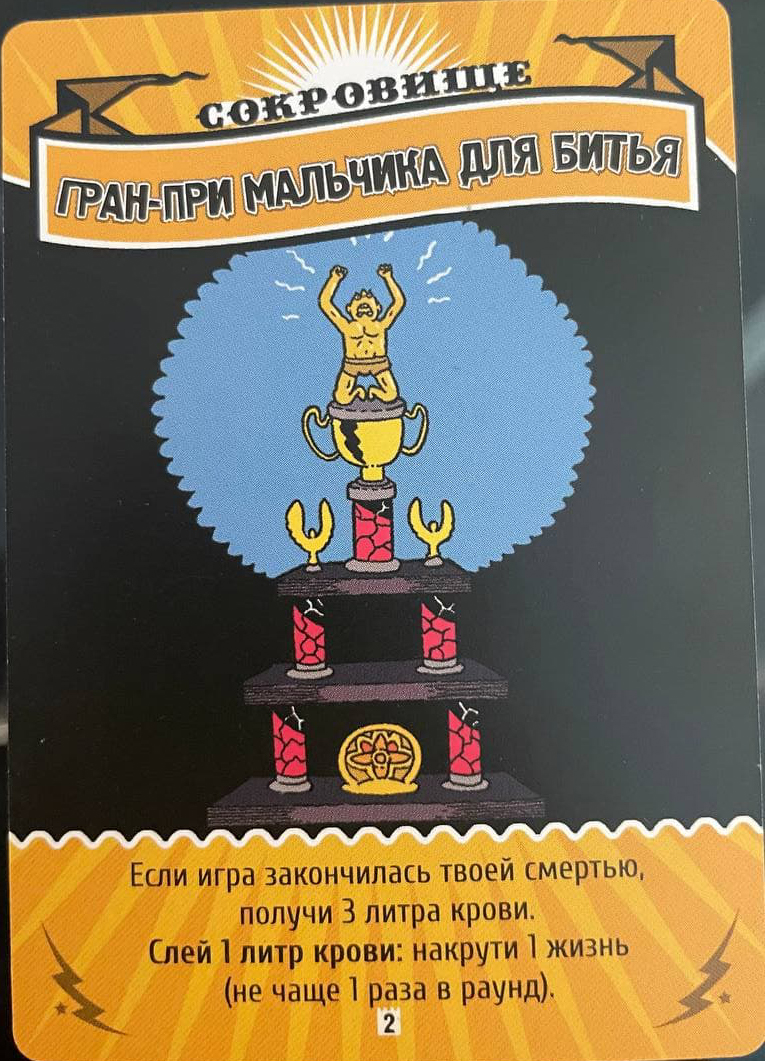 СОКРОВИЩЕ
ГРАН-ПРИ МАЛЬЧИКА ДЛЯ БИТЬЯ
Если игра закончилась твоей смертью,
получи 3 литра крови.
Слей 1 литр крови: накрути 1 жизнь
(не чаще 1 раза в раунд).
2